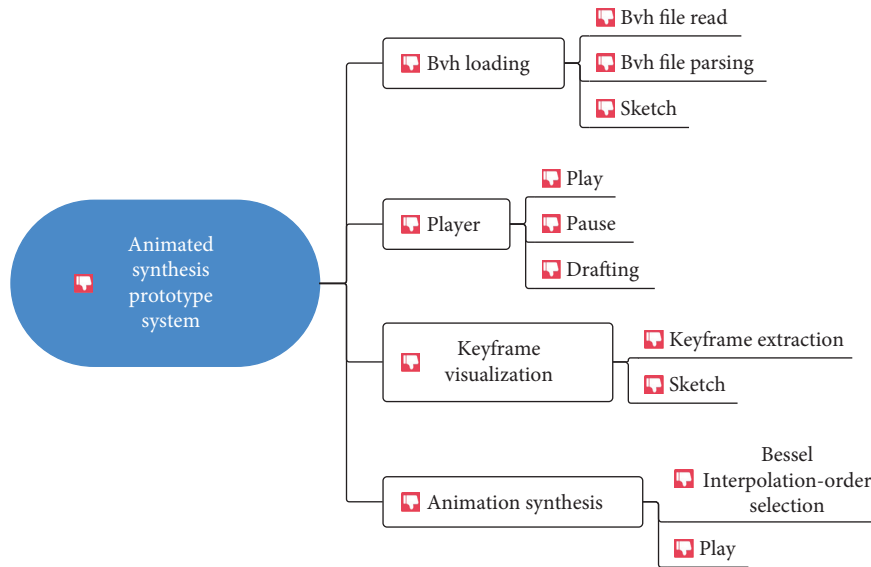 Animated
synthesis
prototype
system
Bvh loading
Bvh file read
Bvh file parsing
Sketch
Player
Play
Pause
Drafting
Keyframe
visualization
Keyframe extraction
Sketch
Animation synthesis
Bessel
Interpolation-order
selection
Play